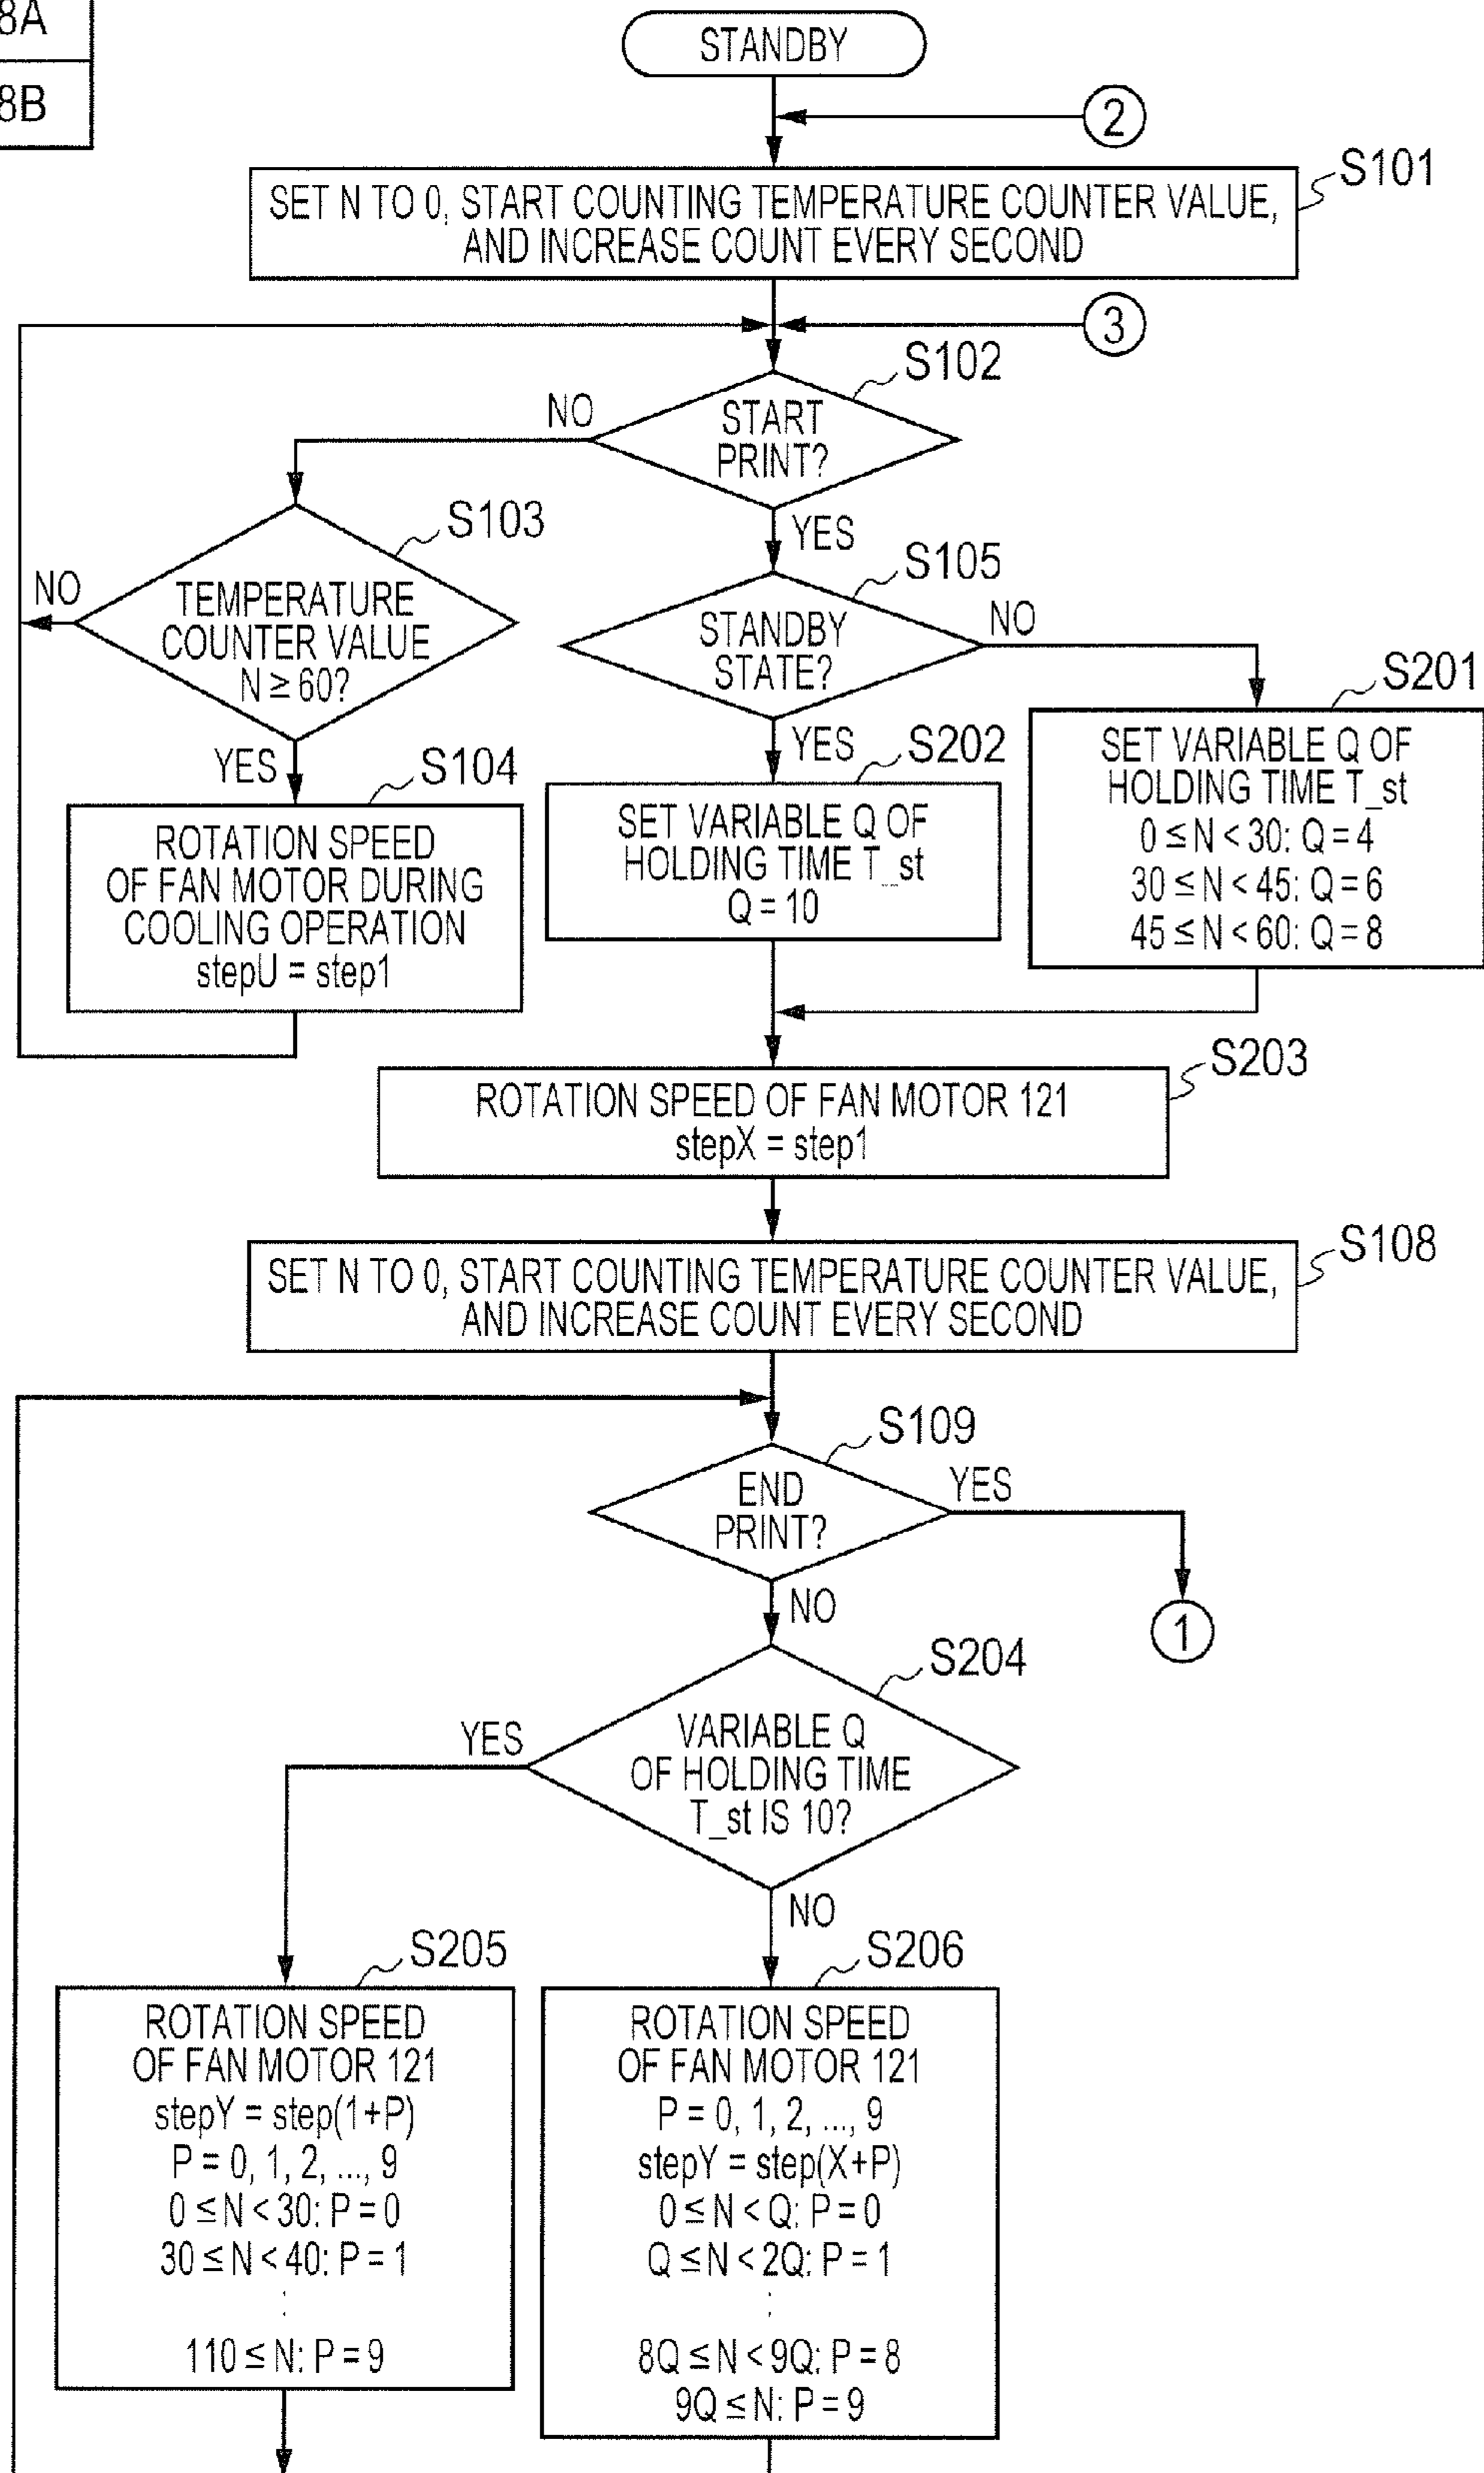 8A
8B
STANDBY
2
S101
SET N TO 0, START COUNTING TEMPERATURE COUNTER VALUE,
AND INCREASE COUNT EVERY SECOND
3
S102
START
PRINT?
NO
YES
S103
TEMPERATURE
COUNTER VALUE
N ≥ 60?
NO
YES
S104
ROTATION SPEED
OF FAN MOTOR DURING
COOLING OPERATION
stepU = step1
S105
STANDBY
STATE?
NO
YES
S201
SET VARIABLE Q OF
HOLDING TIME T_st
0 ≤ N < 30: Q = 4
30 ≤ N < 45: Q = 6
45 ≤ N < 60: Q = 8
S202
SET VARIABLE Q OF
HOLDING TIME T_st
Q = 10
S203
ROTATION SPEED OF FAN MOTOR 121
stepX = step1
S108
SET N TO 0, START COUNTING TEMPERATURE COUNTER VALUE,
AND INCREASE COUNT EVERY SECOND
S109
END
PRINT?
YES
NO
1
S204
VARIABLE Q
OF HOLDING TIME
T_st IS 10?
YES
NO
S205
ROTATION SPEED
OF FAN MOTOR 121
stepY = step(1+P)
P = 0, 1, 2, ..., 9
0 ≤ N < 30: P = 0
30 ≤ N < 40: P = 1
⋮
110 ≤ N: P = 9
S206
ROTATION SPEED
OF FAN MOTOR 121
P = 0, 1, 2, ..., 9
stepY = step(X+P)
0 ≤ N < Q: P = 0
Q ≤ N < 2Q: P = 1
⋮
8Q ≤ N < 9Q: P = 8
9Q ≤ N: P = 9